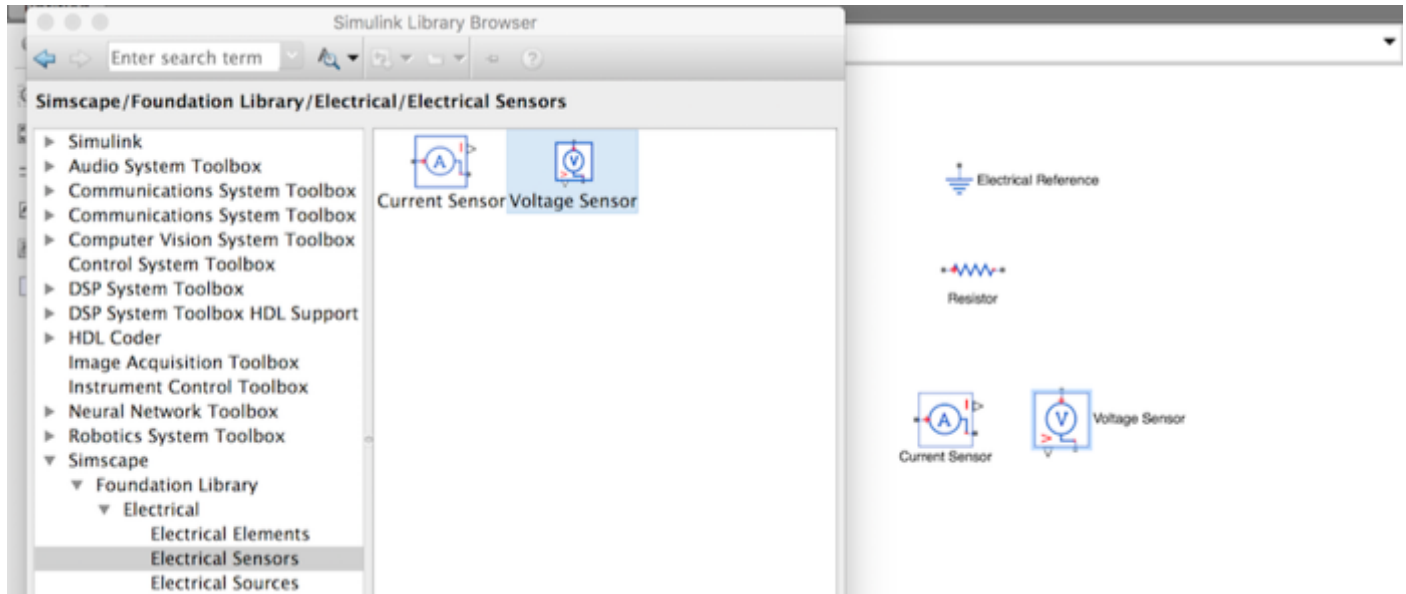 Simulink Library Browser
Enter search term
Simscape/Foundation Library/Electrical/Electrical Sensors
Simulink
Audio System Toolbox
Communications System Toolbox
Communications System Toolbox
Computer Vision System Toolbox
Control System Toolbox
DSP System Toolbox
DSP System Toolbox HDL Support
HDL Coder
Image Acquisition Toolbox
Instrument Control Toolbox
Neural Network Toolbox
Robotics System Toolbox
Simscape
Foundation Library
Electrical
Electrical Elements
Electrical Sensors
Electrical Sources
A I
V V
Current Sensor Voltage Sensor
Electrical Reference
Resistor
A I
Current Sensor
V V
Voltage Sensor